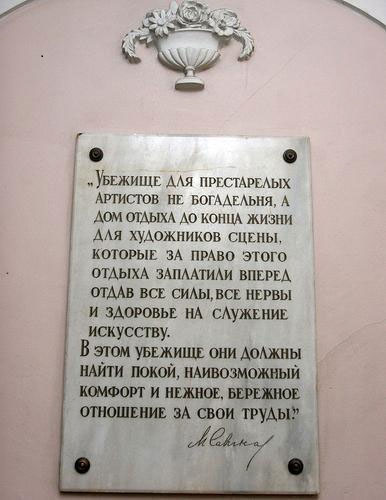 „Убежище для престарелых
артистов не богадельня, а
дом отдыха до конца жизни
для художников сцены,
которые за право этого
отдыха заплатили вперед
отдав все силы, все нервы
и здоровье на служение
искусству.
В этом убежище они должны
найти покой, наивозможный
комфорт и нежное, бережное
отношение за свои труды."
М Савина